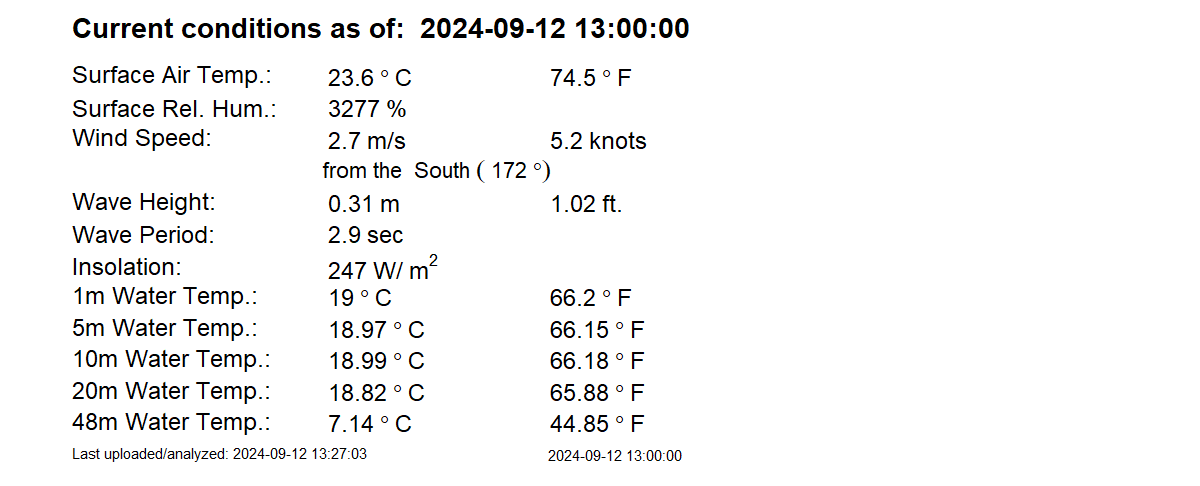 Current conditions as of: 2024-09-12 13:00:00
Surface Air Temp.: 23.6 ° C 74.5 ° F
Surface Rel. Hum.: 3277 %
Wind Speed: 2.7 m/s 5.2 knots
from the South ( 172 °)
Wave Height: 0.31 m 1.02 ft.
Wave Period: 2.9 sec
Insolation: 247 W/ m²
1m Water Temp.: 19 ° C 66.2 ° F
5m Water Temp.: 18.97 ° C 66.15 ° F
10m Water Temp.: 18.99 ° C 66.18 ° F
20m Water Temp.: 18.82 ° C 65.88 ° F
48m Water Temp.: 7.14 ° C 44.85 ° F
Last uploaded/analyzed: 2024-09-12 13:27:03 2024-09-12 13:00:00